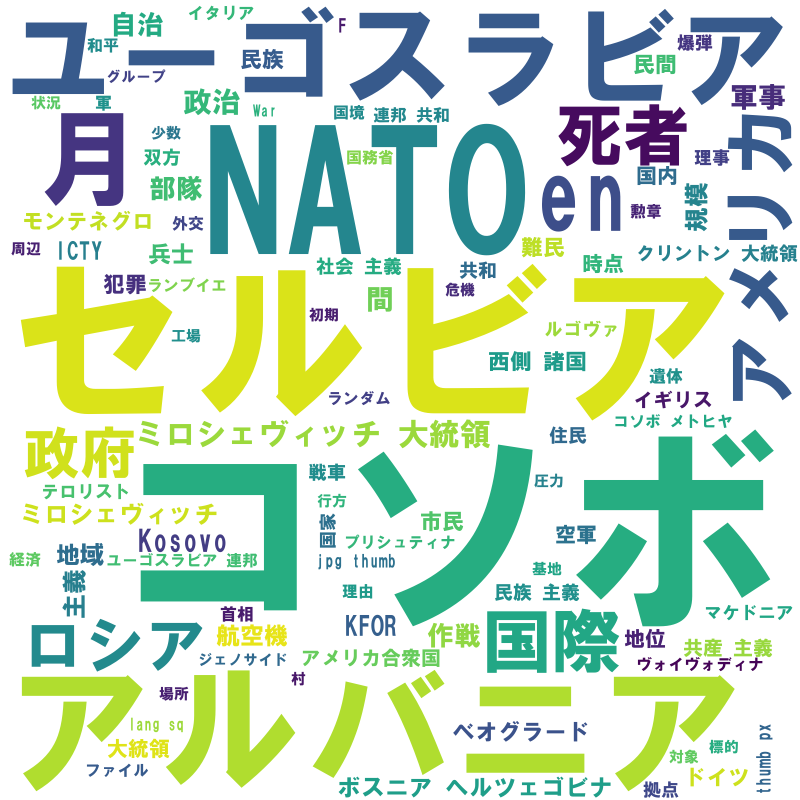 ユーゴスラビア
自治
イタリア
F
和平
民族
爆弾
グループ
民間
状況
軍
政治
War
国境
連邦 共和
軍事
月
NATO
en
死者
アメリカ
少数
双方
国務省
理事
部隊
国内
規模
勲章
モンテネグロ
外交
周辺
ICTY
兵士
難民
クリントン 大統領
社会 主義
共和
時点
犯罪
ランブイエ
間
危機
セルビア
初期
ルゴヴァ
工場
西側 諸国
遺体
ランダム
イギリス
コソボ メトヒヤ
政府
ミロシェヴィッチ 大統領
住民
コソボ
戦車
圧力
テロリスト
行方
ミロシェヴィッチ
市民
国家
空軍
Kosovo
プリシュティナ
経済
地域
ユーゴスラビア 連邦
jpg thumb
基地
主義
理由
民族 主義
首相
マケドニア
ロシア
航空機
KFOR
作戦
国際
地位
共産 主義
ジェノサイド
アメリカ合衆国
ヴォイヴォディナ
アルバニア
場所
村
lang sq
ベオグラード
大統領
標的
対象
thumb px
ファイル
ボスニア ヘルツェゴビナ
拠点
ドイツ